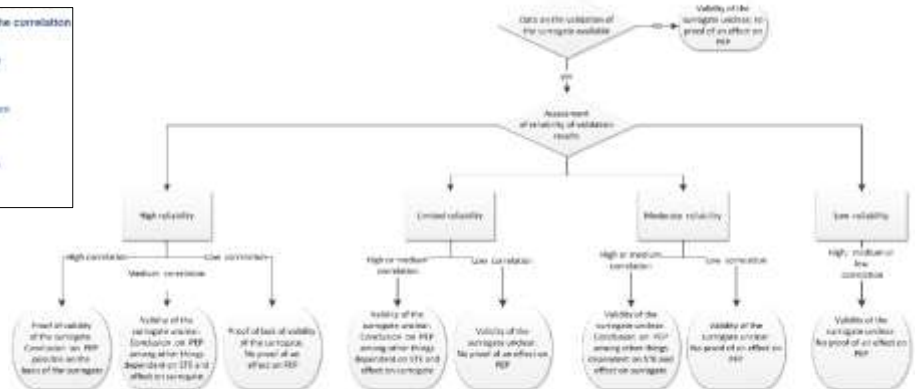 he correlation
Data on the validation of
the surrogate available
no
Validity of the
surrogate unclear, no
proof of an effect on
PEP
yes
Assessment
of reliability of validation
results
High reliability
Limited reliability
Moderate reliability
Low reliability
High correlation
Medium correlation
Low correlation
High or medium
correlation
Low correlation
High or medium
correlation
Low correlation
High, medium or
low
correlation
Proof of validity
of the surrogate
Conclusion on PEP
possible on the
basis of the surrogate
Validity of the
surrogate unclear.
Conclusion on PEP
among other things
dependent on STE and
effect on surrogate
Proof of lack of validity
of the surrogate.
No proof of an
effect on PEP
Validity of the
surrogate unclear.
Conclusion on PEP
among other things
dependent on STE and
effect on surrogate
Validity of the
surrogate unclear.
No proof of an effect on
PEP
Validity of the
surrogate unclear.
Conclusion on PEP
among other things
dependent on STE and
effect on surrogate
Validity of the
surrogate unclear
No proof of an effect on
PEP
Validity of the
surrogate unclear
No proof of an effect on
PEP